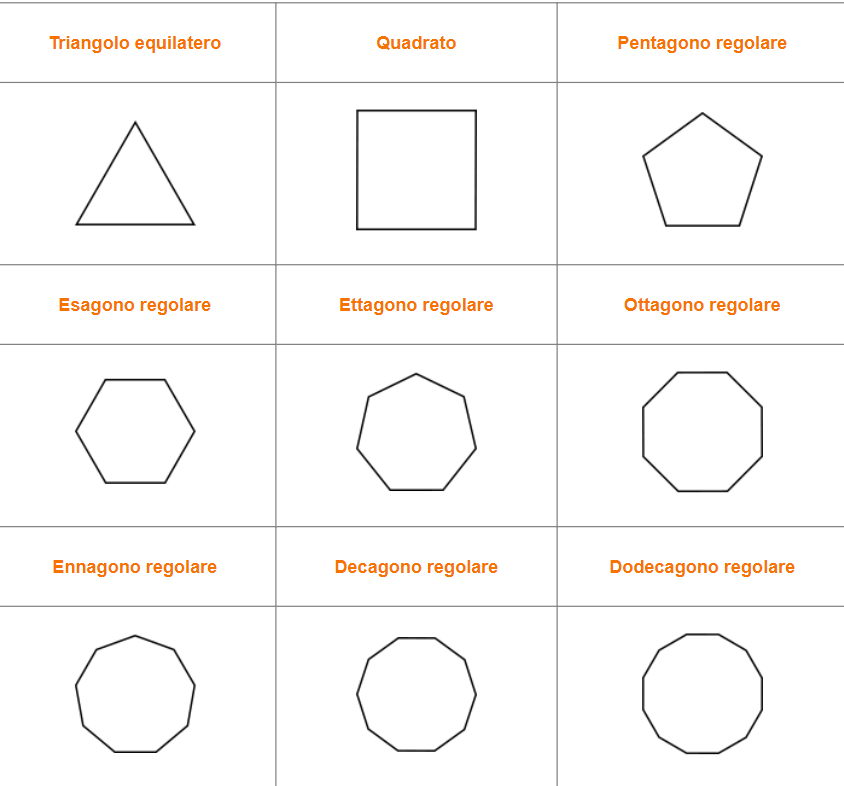 Triangolo equilatero
Quadrato
Pentagono regolare
Esagono regolare
Ettagono regolare
Ottagono regolare
Ennagono regolare
Decagono regolare
Dodecagono regolare